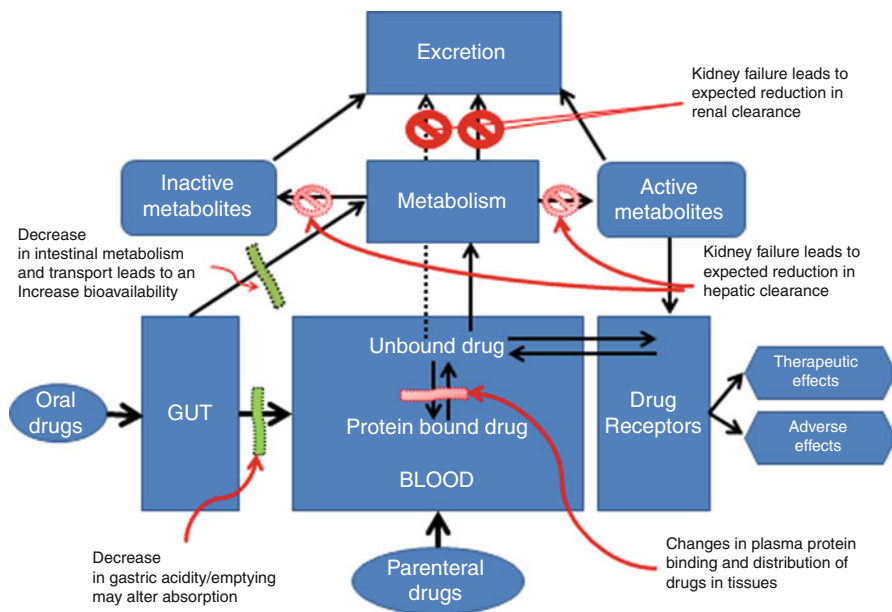 Excretion
Kidney failure leads to
expected reduction in
renal clearance
Inactive
metabolites
Metabolism
Active
metabolites
Decrease
in intestinal metabolism
and transport leads to an
Increase bioavailability
Kidney failure leads to
expected reduction in
hepatic clearance
Oral
drugs
GUT
Unbound drug
Protein bound drug
BLOOD
Drug
Receptors
Therapeutic
effects
Adverse
effects
Decrease
in gastric acidity/emptying
may alter absorption
Parenteral
drugs
Changes in plasma protein
binding and distribution of
drugs in tissues